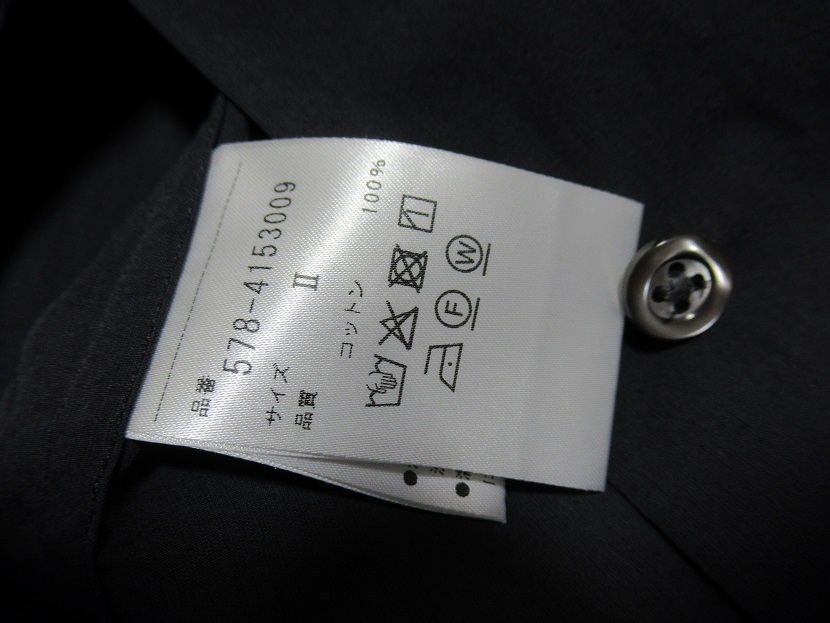 品番
578-4153009
サイズ II
品質
コットン 100%
F W